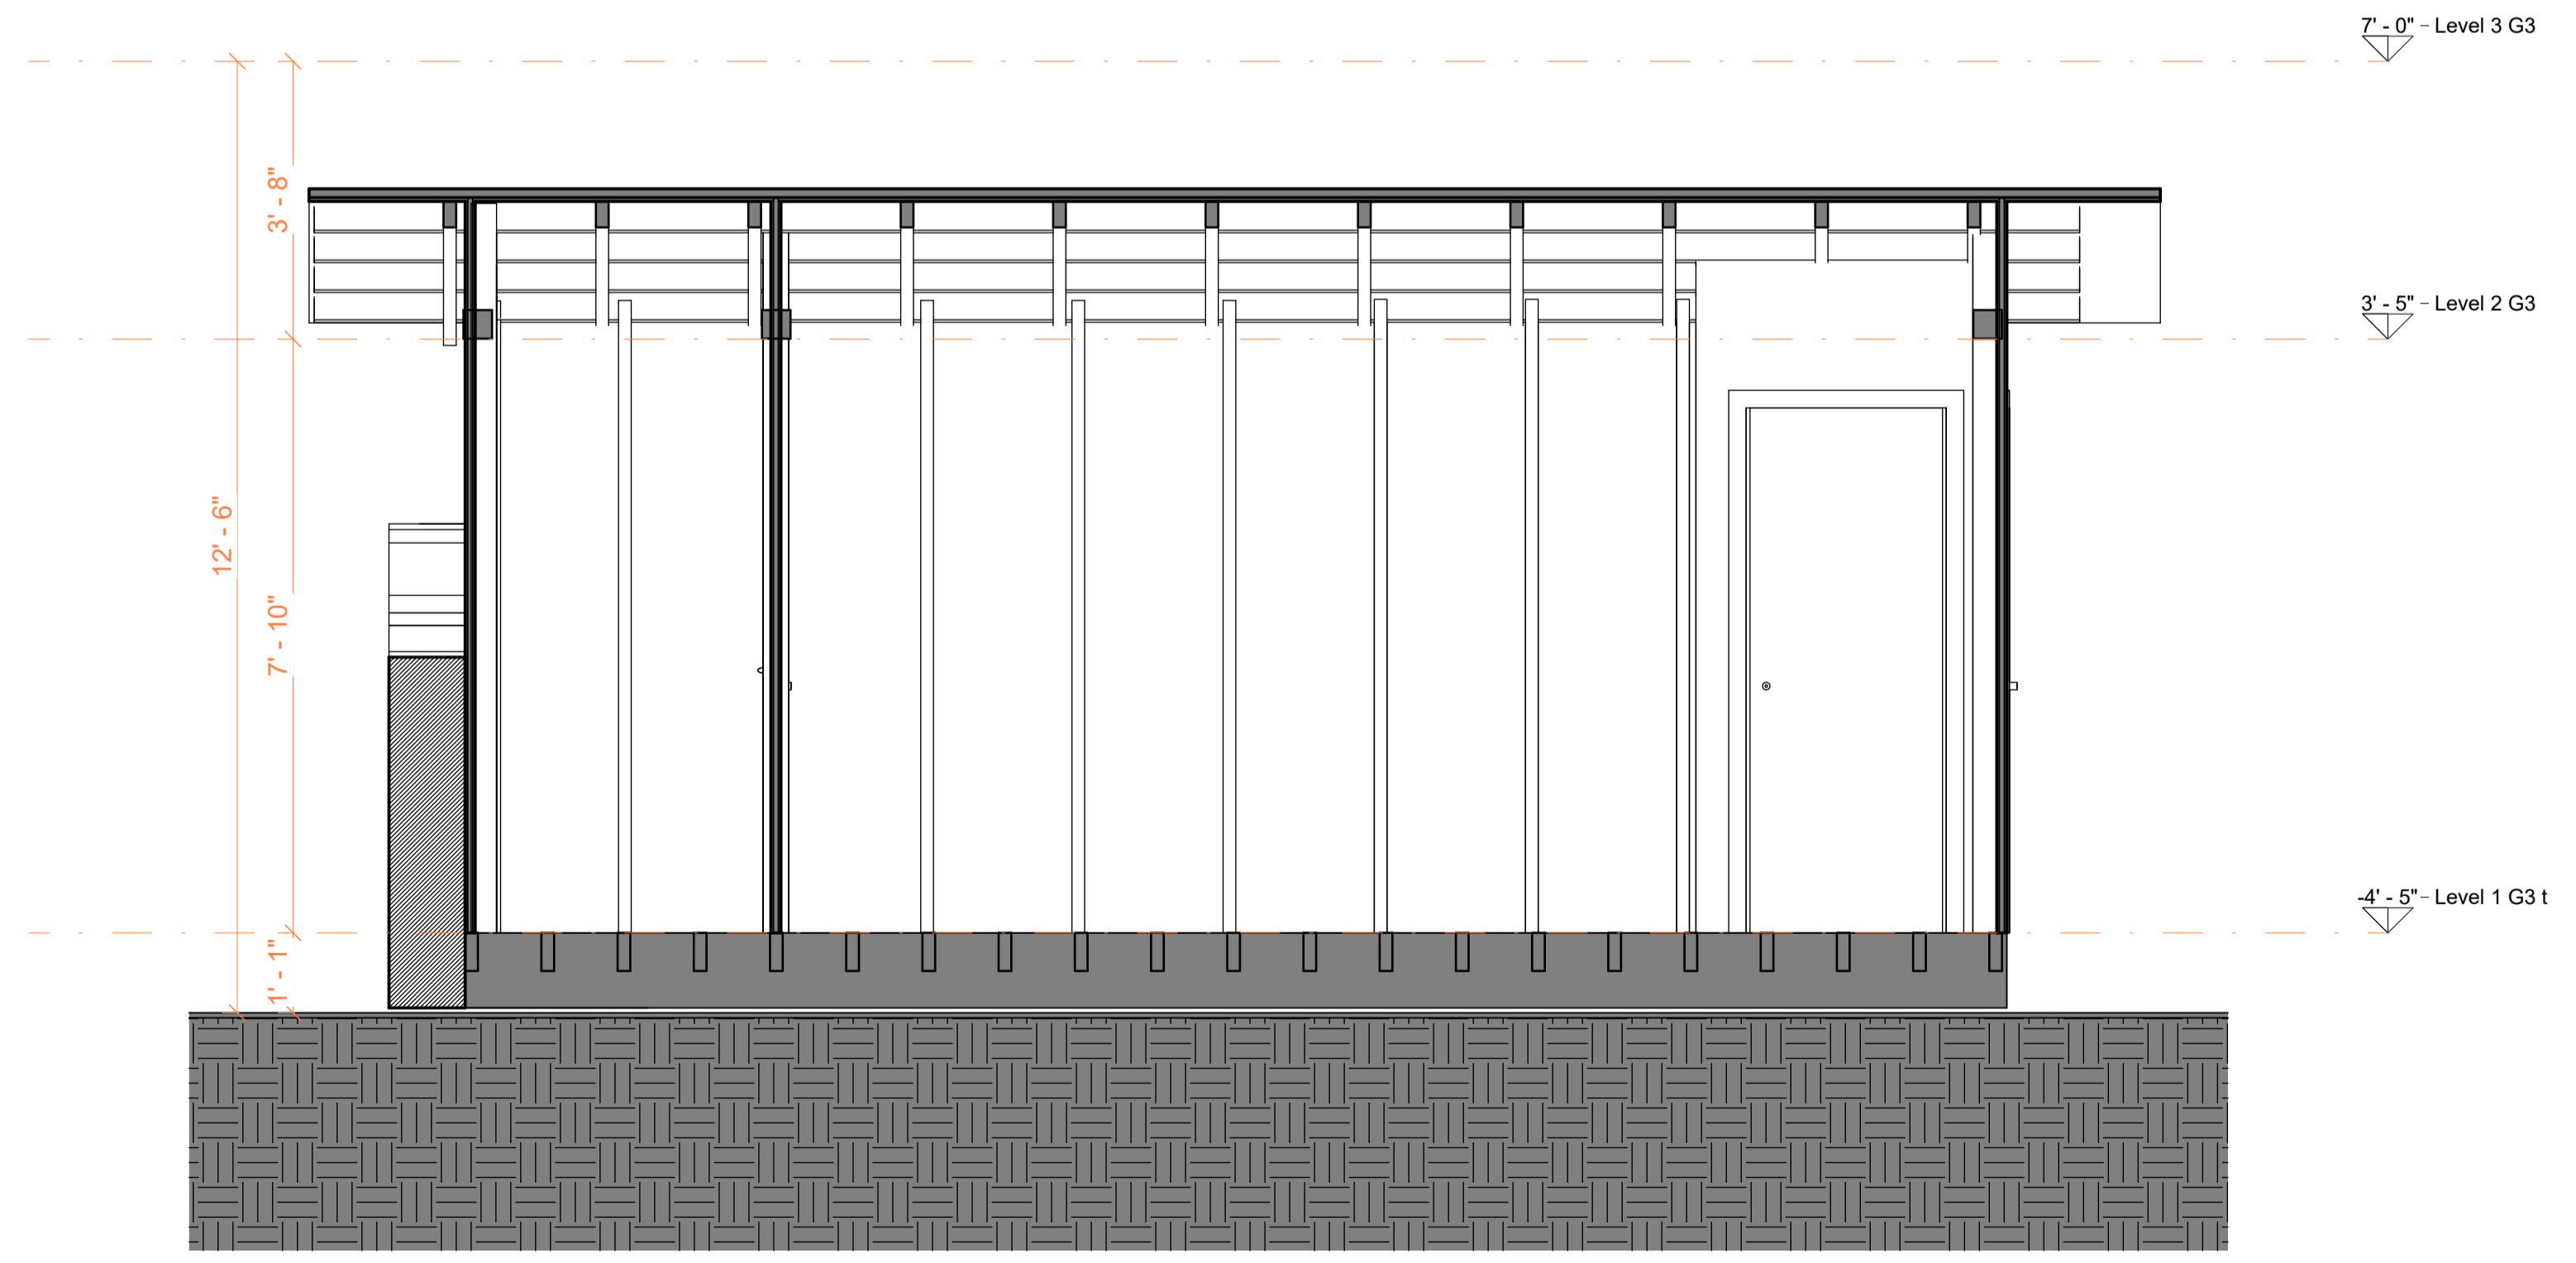 7' - 0" - Level 3 G3
3' - 8"
3' - 5" - Level 2 G3
12' - 6"
7' - 10"
-4' - 5" - Level 1 G3 t
1' - 1"